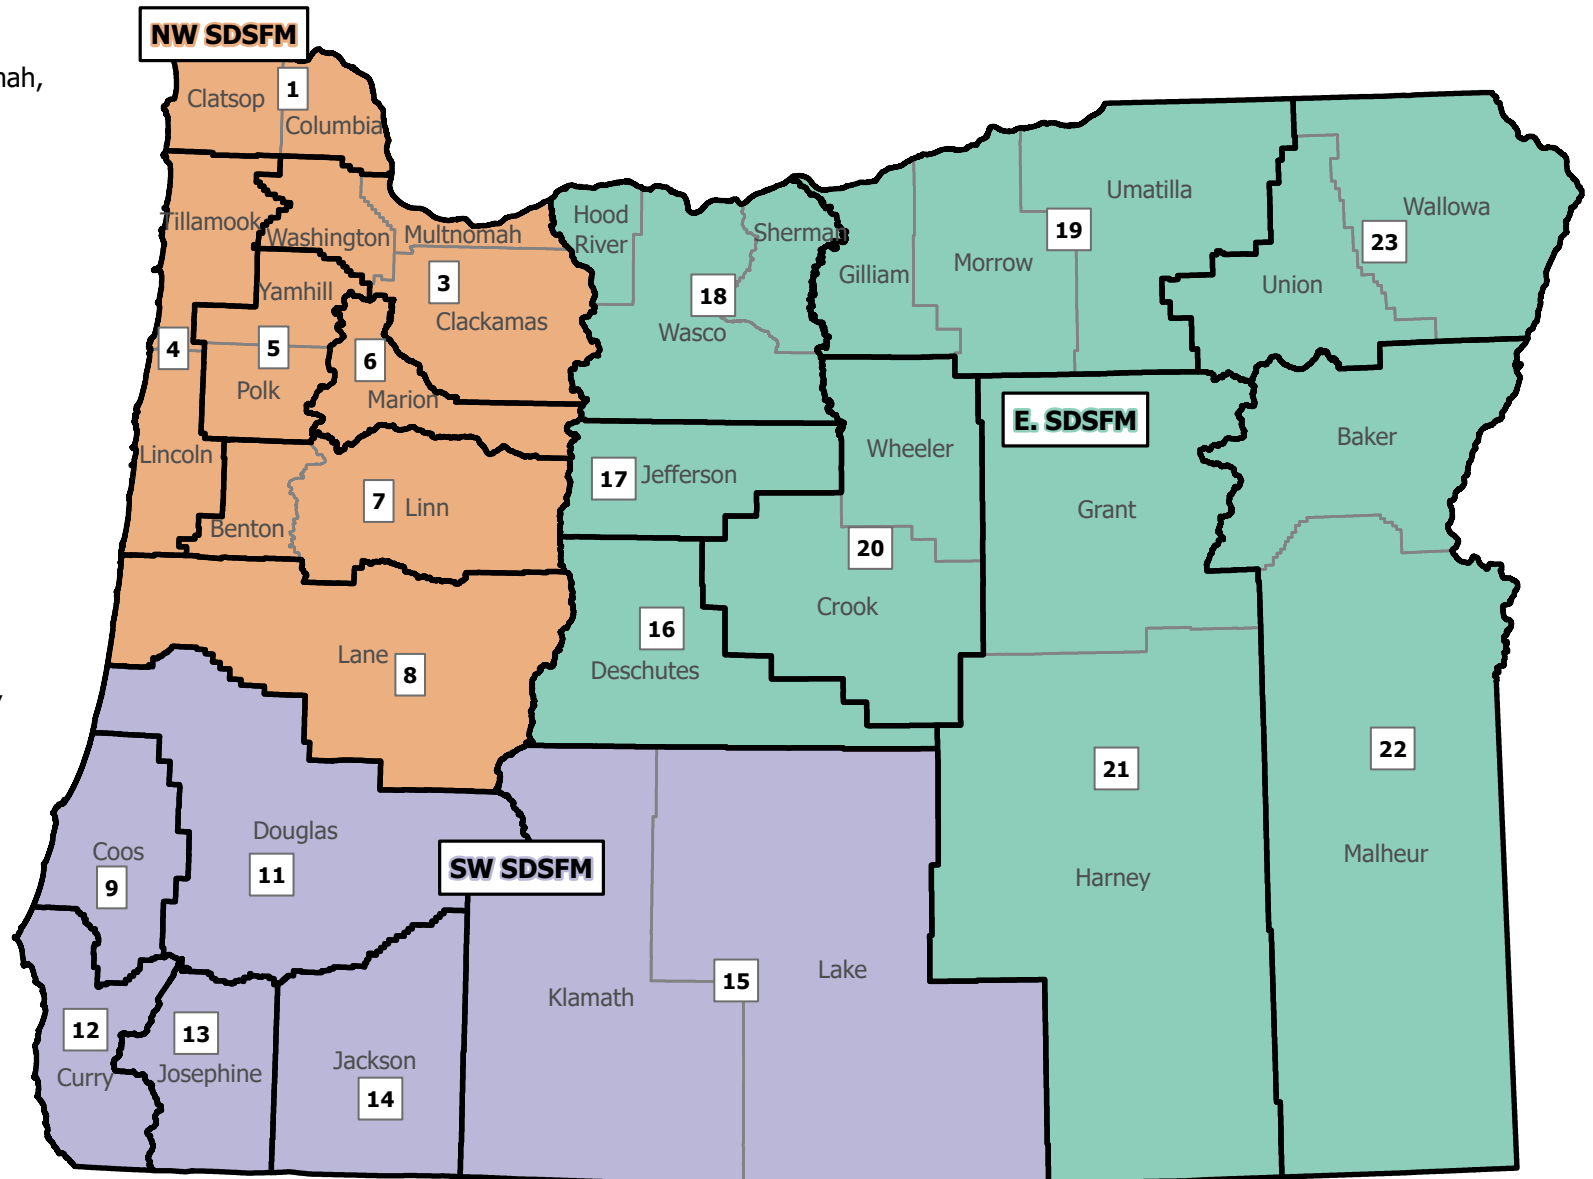 NW SDSFM
nah,
Clatsop
1
Columbia
Tillamook
Washington
Multnomah
Hood
River
Sherman
Umatilla
Wallowa
19
23
Gilliam
Morrow
Union
3
Yamhill
18
Clackamas
Wasco
4
5
6
Polk
Marion
E. SDSFM
Baker
Lincoln
Wheeler
17
Jefferson
7
Linn
Grant
Benton
20
Crook
16
Lane
8
Deschutes
22
21
Douglas
Coos
9
11
SW SDSFM
Malheur
Harney
Lake
15
Klamath
12
13
Curry
Josephine
Jackson
14